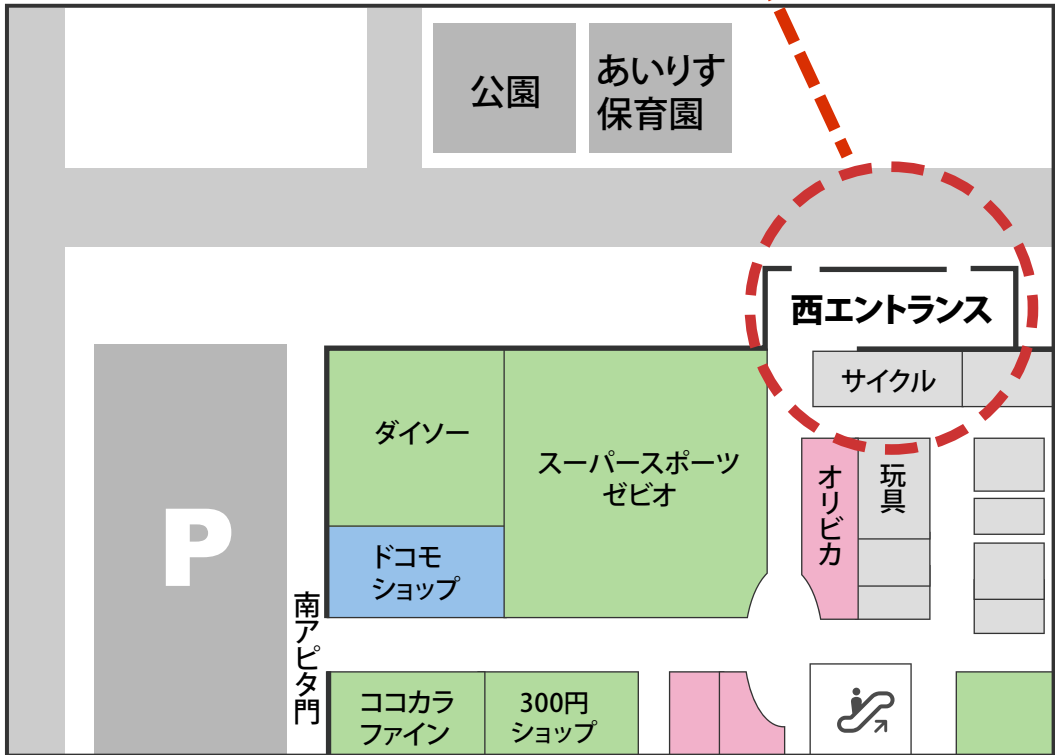 公園
あいりす
保育園
西エントランス
サイクル
ダイソー
スーパースポーツ
ゼビオ
オリビカ
玩具
P
ドコモ
ショップ
南アピタ門
ココカラ
ファイン
300円
ショップ